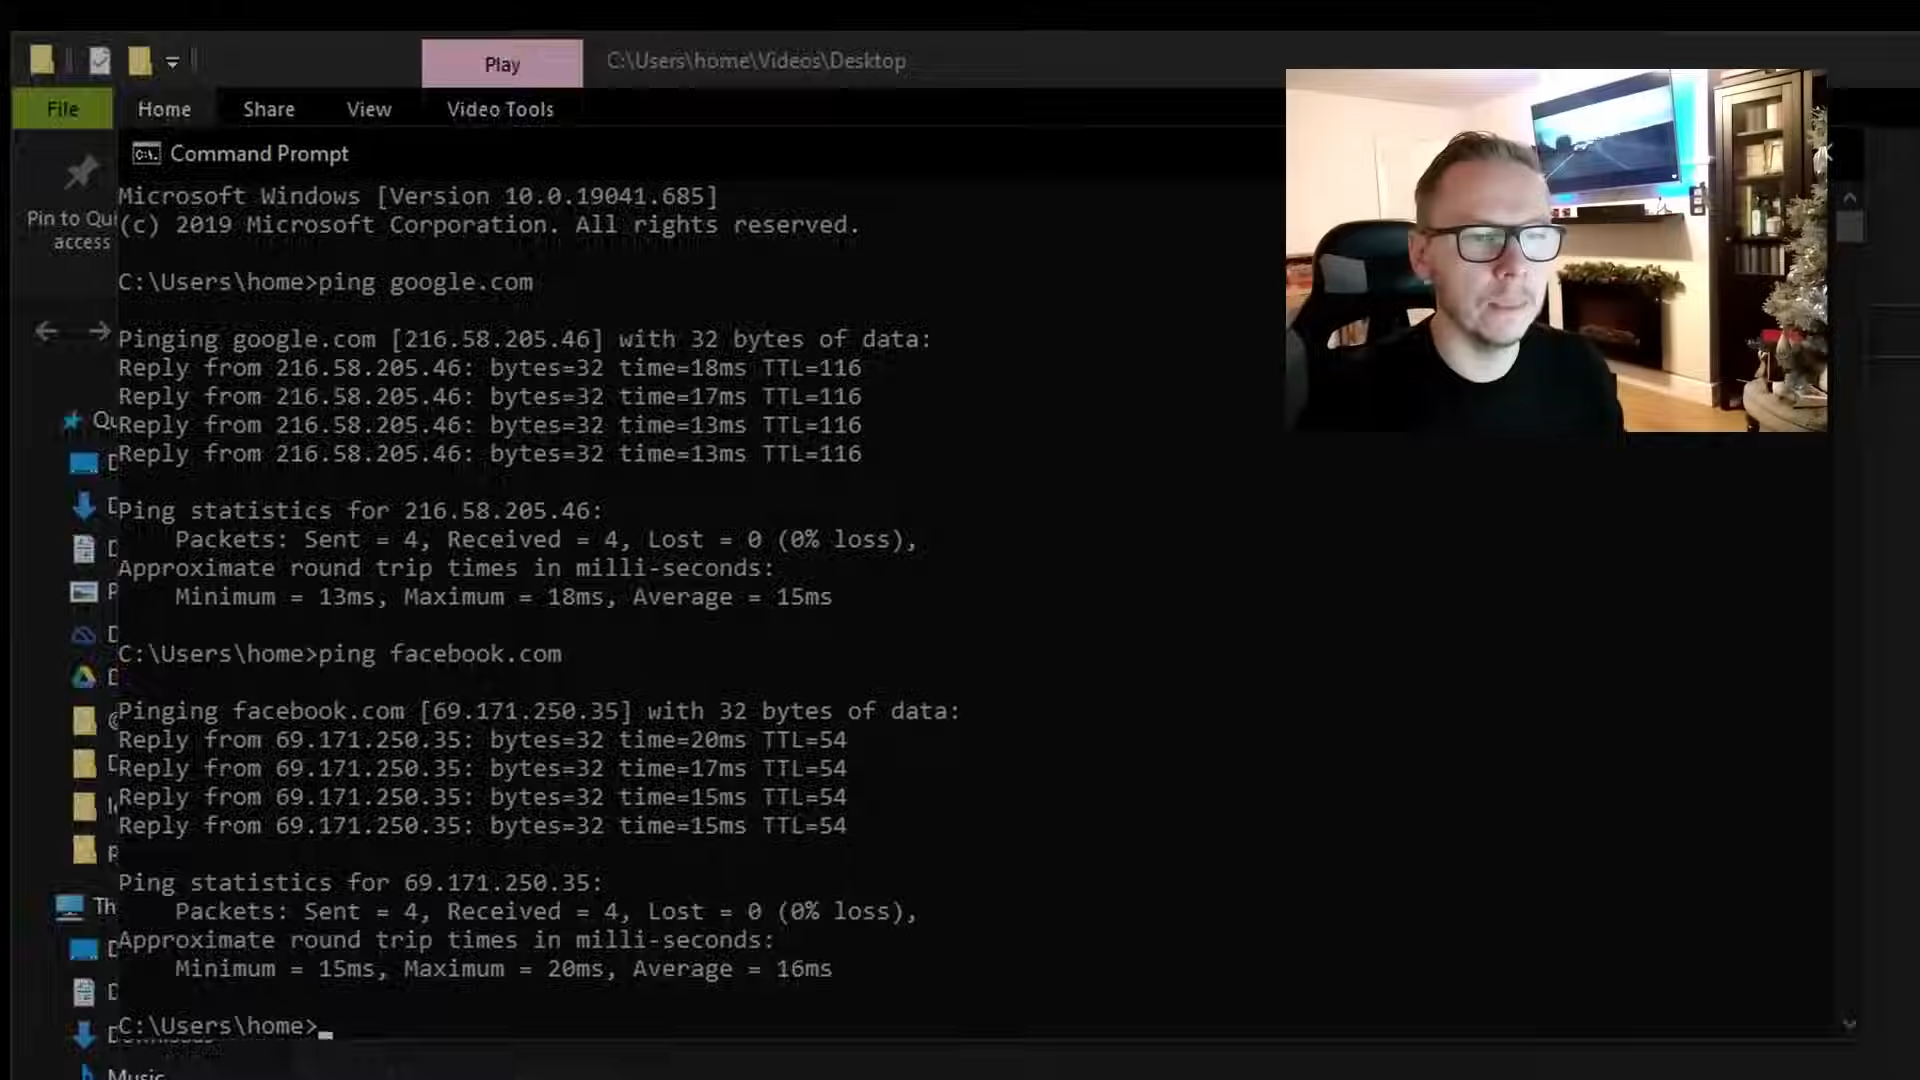 Play
C:\Users\home\Videos\Desktop
File
Home
Share
View
Video Tools
Command Prompt
Pin to Qui
access
Microsoft Windows [Version 10.0.19041.685]
(c) 2019 Microsoft Corporation. All rights reserved.
C:\Users\home>ping google.com
Pinging google.com [216.58.205.46] with 32 bytes of data:
Reply from 216.58.205.46: bytes=32 time=18ms TTL=116
Reply from 216.58.205.46: bytes=32 time=17ms TTL=116
Reply from 216.58.205.46: bytes=32 time=13ms TTL=116
Reply from 216.58.205.46: bytes=32 time=13ms TTL=116
Ping statistics for 216.58.205.46:
Packets: Sent = 4, Received = 4, Lost = 0 (0% loss),
Approximate round trip times in milli-seconds:
Minimum = 13ms, Maximum = 18ms, Average = 15ms
C:\Users\home>ping facebook.com
Pinging facebook.com [69.171.250.35] with 32 bytes of data:
Reply from 69.171.250.35: bytes=32 time=20ms TTL=54
Reply from 69.171.250.35: bytes=32 time=17ms TTL=54
Reply from 69.171.250.35: bytes=32 time=15ms TTL=54
Reply from 69.171.250.35: bytes=32 time=15ms TTL=54
Ping statistics for 69.171.250.35:
Packets: Sent = 4, Received = 4, Lost = 0 (0% loss),
Approximate round trip times in milli-seconds:
Minimum = 15ms, Maximum = 20ms, Average = 16ms
C:\Users\home>
Music